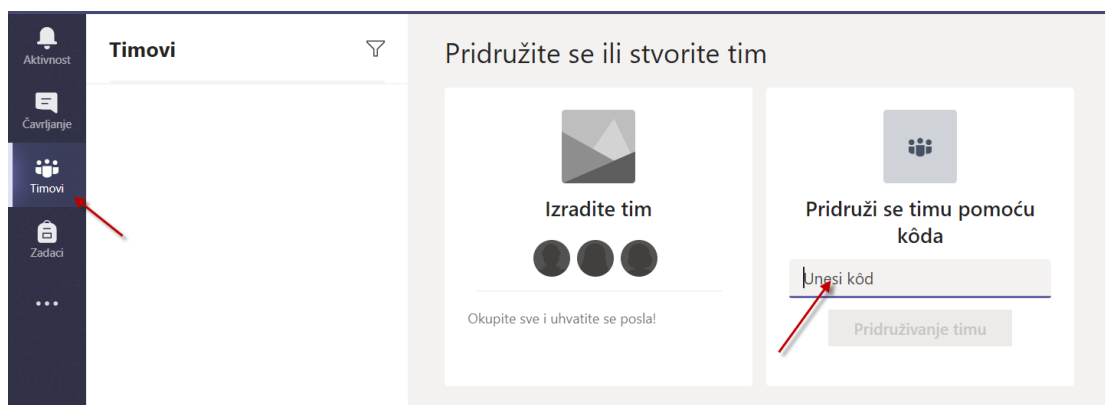 Aktivnost
Čavrljanje
Timovi
Zadaci
Timovi
Pridružite se ili stvorite tim
Izradite tim
Okupite sve i uhvatite se posla!
Pridruži se timu pomoću
kôda
Unesi kôd
Pridruživanje timu